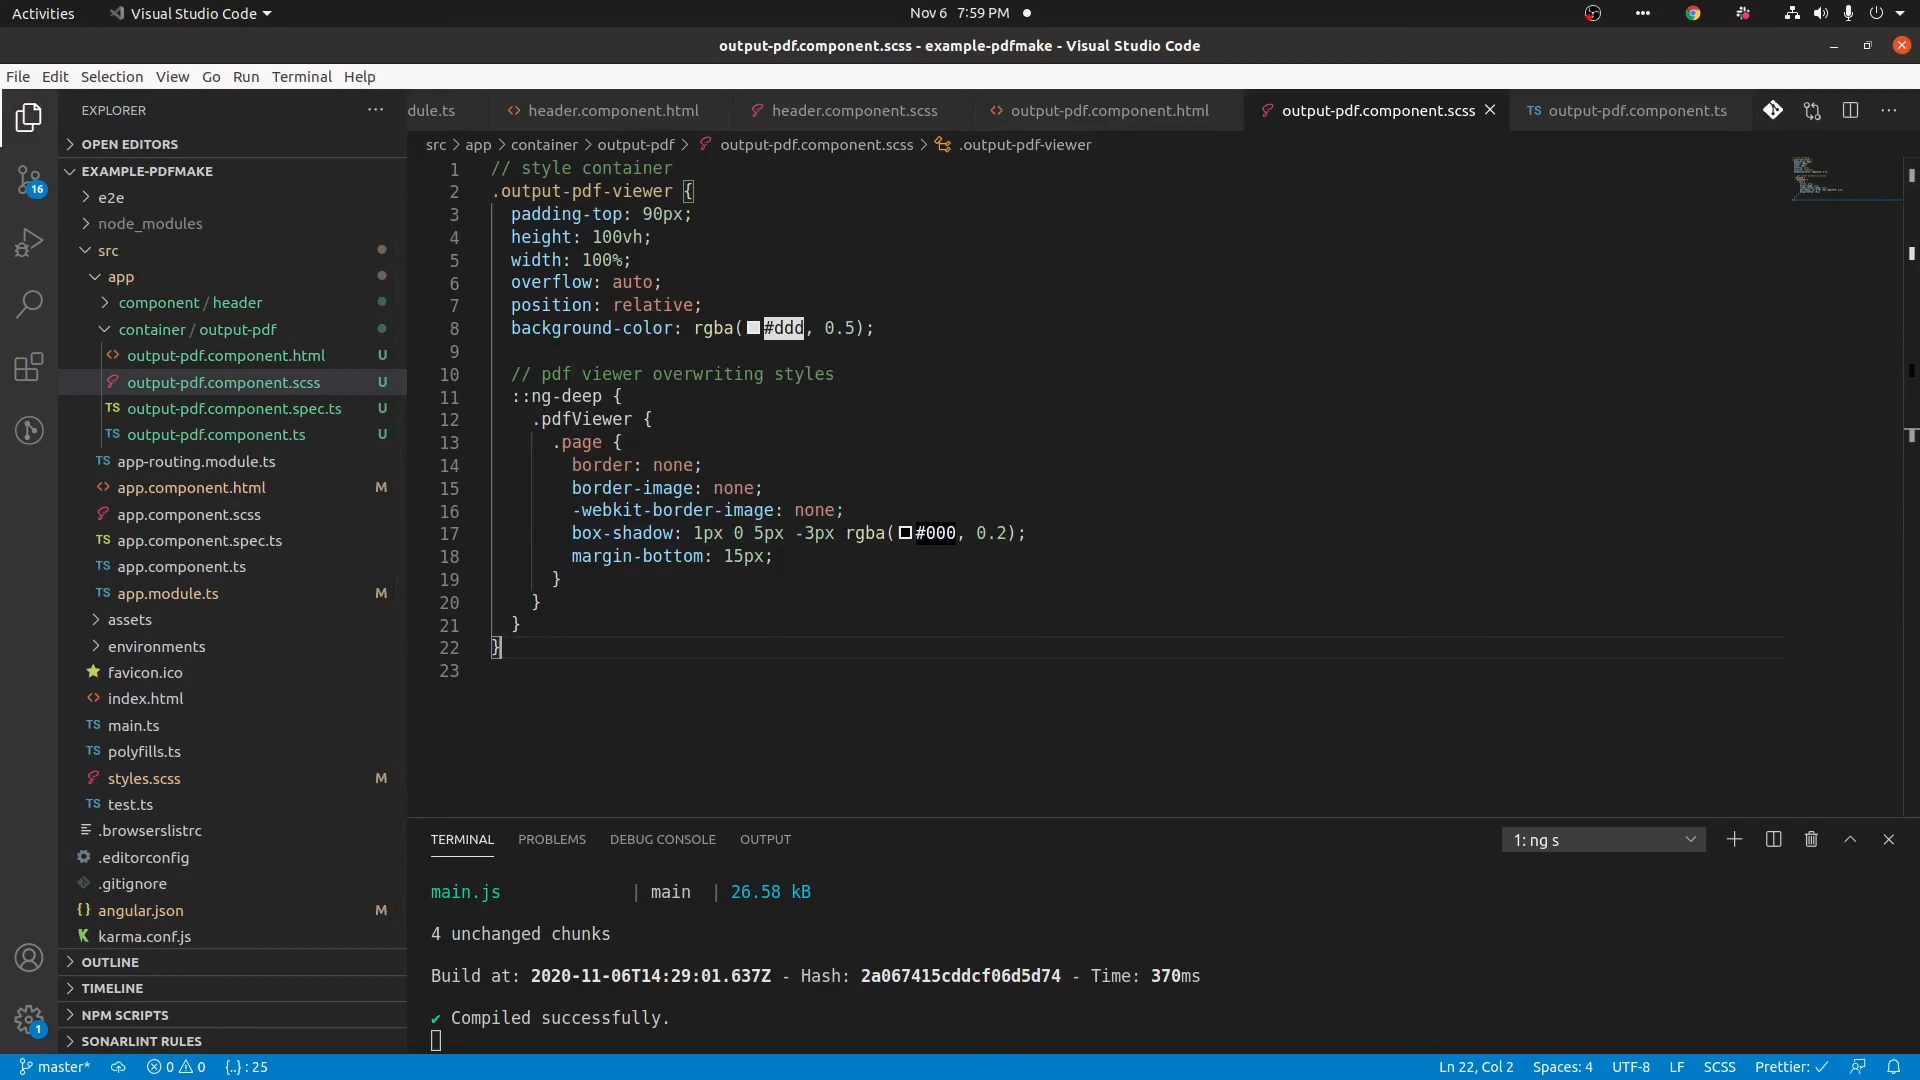 Activities
Visual Studio Code
Nov 6 7:59 PM
output-pdf.component.scss - example-pdfmake - Visual Studio Code
File Edit Selection View Go Run Terminal Help
EXPLORER
dule.ts
header.component.html
header.component.scss
output-pdf.component.html
output-pdf.component.scss
TS output-pdf.component.ts
OPEN EDITORS
EXAMPLE-PDFMAKE
e2e
node_modules
src
app
component / header
container / output-pdf
output-pdf.component.html U
output-pdf.component.scss U
TS output-pdf.component.spec.ts U
TS output-pdf.component.ts U
TS app-routing.module.ts
app.component.html M
app.component.scss
TS app.component.spec.ts
TS app.component.ts
TS app.module.ts M
assets
environments
favicon.ico
index.html
TS main.ts
TS polyfills.ts
styles.scss M
TS test.ts
.browserslistrc
.editorconfig
.gitignore
{} angular.json M
karma.conf.js
OUTLINE
TIMELINE
NPM SCRIPTS
SONARLINT RULES
16
1
src > app > container > output-pdf > output-pdf.component.scss > .output-pdf-viewer
1 // style container
2 .output-pdf-viewer {
3 padding-top: 90px;
4 height: 100vh;
5 width: 100%;
6 overflow: auto;
7 position: relative;
8 background-color: rgba(#ddd, 0.5);
9
10 // pdf viewer overwriting styles
11 ::ng-deep {
12 .pdfViewer {
13 .page {
14 border: none;
15 border-image: none;
16 -webkit-border-image: none;
17 box-shadow: 1px 0 5px -3px rgba(#000, 0.2);
18 margin-bottom: 15px;
19 }
20 }
21 }
22 }
23
TERMINAL PROBLEMS DEBUG CONSOLE OUTPUT
1: ng s
main.js | main | 26.58 kB
4 unchanged chunks
Build at: 2020-11-06T14:29:01.637Z - Hash: 2a067415cddcf06d5d74 - Time: 370ms
✔ Compiled successfully.
master* 0 0 {..} : 25
Ln 22, Col 2 Spaces: 4 UTF-8 LF SCSS Prettier: ✓